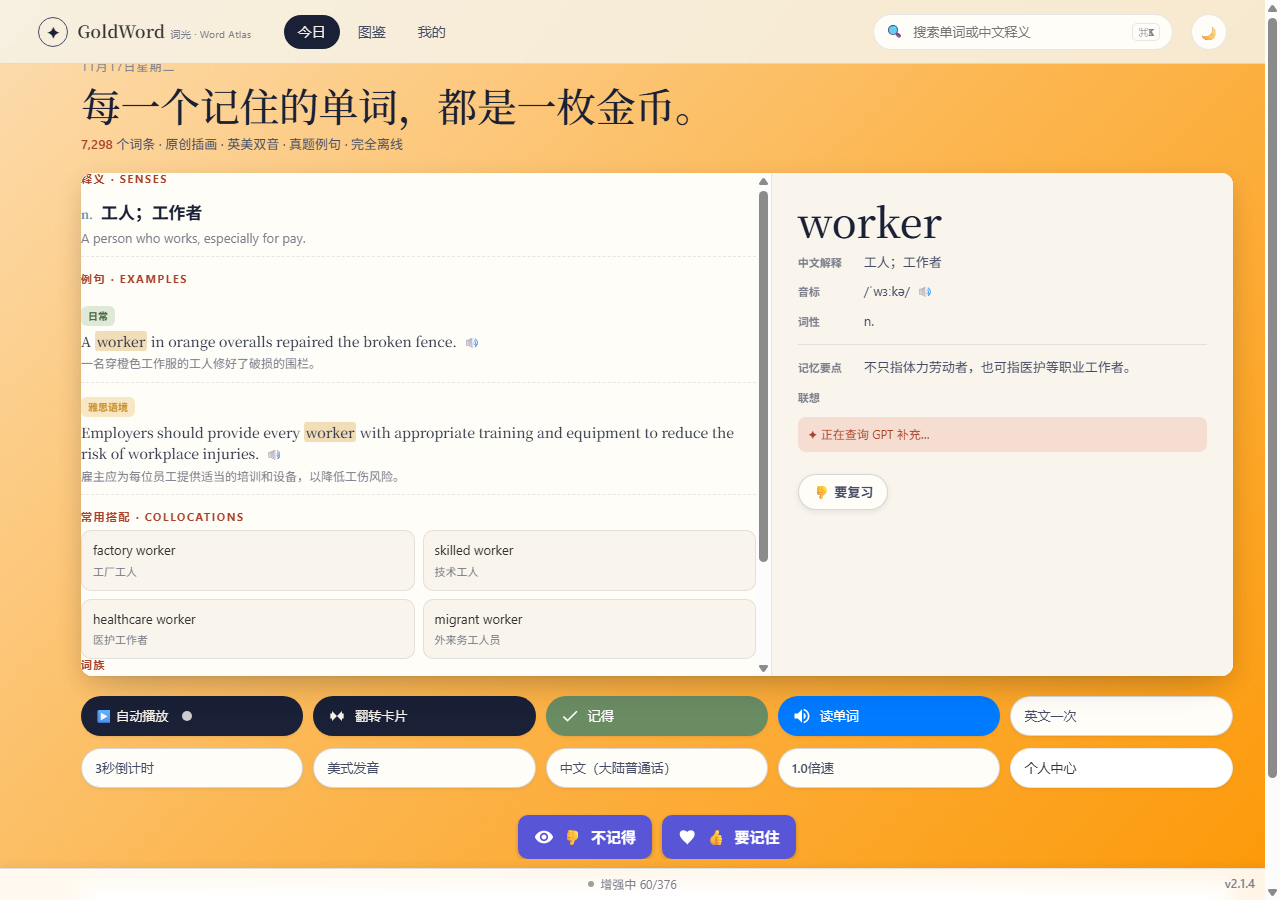 GoldWord 词光 · Word Atlas
今日
图鉴
我的
搜索单词或中文释义
⌘K
11月17日星期二
每一个记住的单词，都是一枚金币。
7,298 个词条 · 原创插画 · 英美双音 · 真题例句 · 完全离线
释义 · SENSES
n. 工人；工作者
A person who works, especially for pay.
例句 · EXAMPLES
日常
A worker in orange overalls repaired the broken fence.
一名穿橙色工作服的工人修好了破损的围栏。
雅思语境
Employers should provide every worker with appropriate training and equipment to reduce the
risk of workplace injuries.
雇主应为每位员工提供适当的培训和设备，以降低工伤风险。
常用搭配 · COLLOCATIONS
factory worker
工厂工人
skilled worker
技术工人
healthcare worker
医护工作者
migrant worker
外来务工人员
词族
worker
中文解释 工人；工作者
音标 /ˈwɜːkə/
词性 n.
记忆要点 不只指体力劳动者，也可指医护等职业工作者。
联想
✦ 正在查询 GPT 补充...
要复习
自动播放
翻转卡片
记得
读单词
英文一次
3秒倒计时
美式发音
中文（大陆普通话）
1.0倍速
个人中心
不记得
要记住
增强中 60/376
v2.1.4